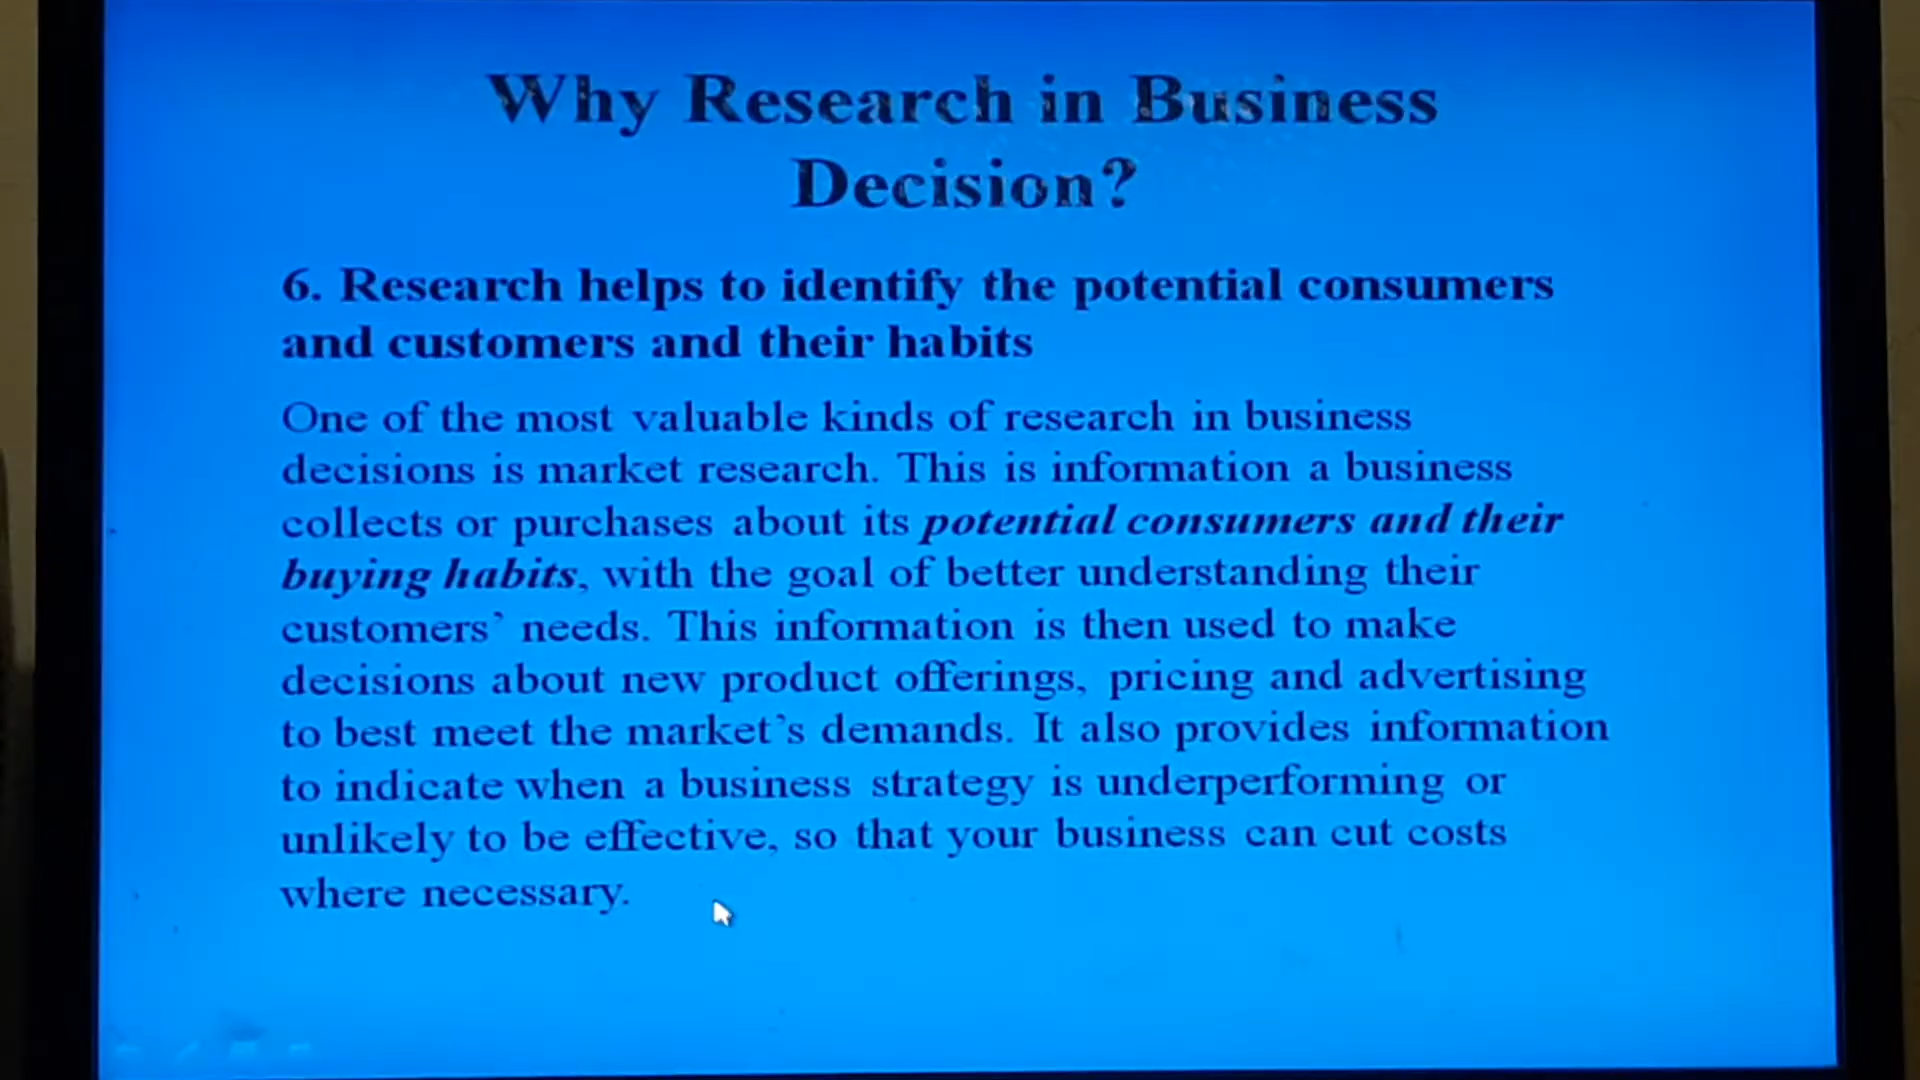 Why Research in Business
Decision?
6. Research helps to identify the potential consumers
and customers and their habits
One of the most valuable kinds of research in business
decisions is market research. This is information a business
collects or purchases about its potential consumers and their
buying habits, with the goal of better understanding their
customers’ needs. This information is then used to make
decisions about new product offerings, pricing and advertising
to best meet the market’s demands. It also provides information
to indicate when a business strategy is underperforming or
unlikely to be effective, so that your business can cut costs
where necessary.